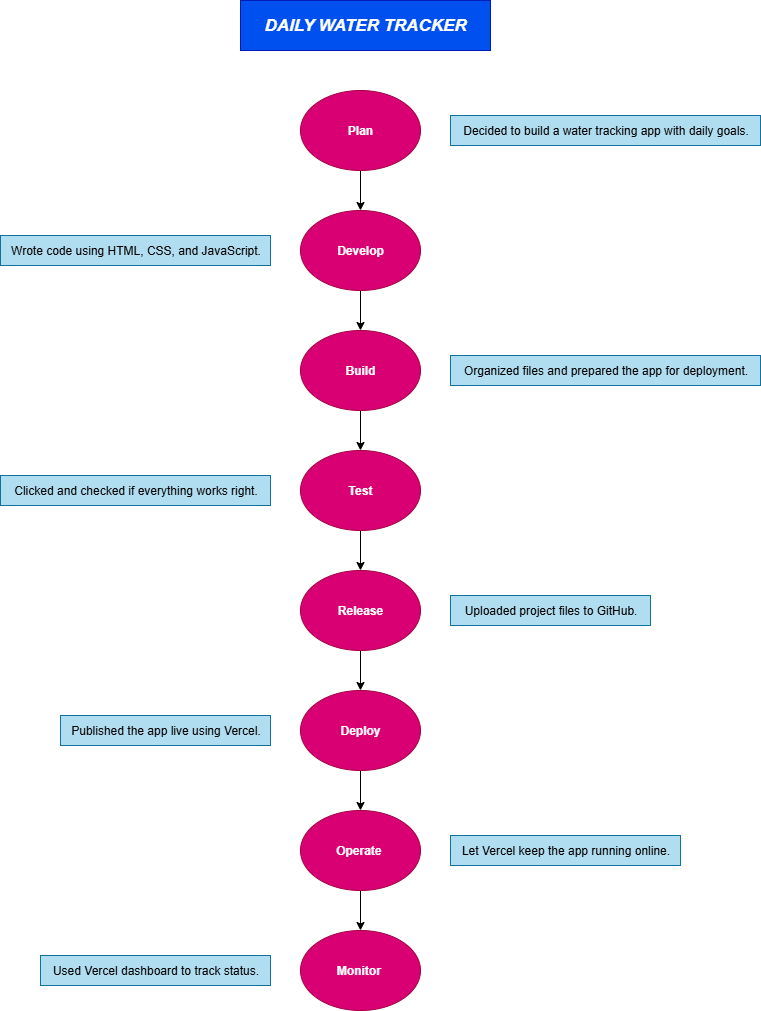 DAILY WATER TRACKER
Plan
Decided to build a water tracking app with daily goals.
Wrote code using HTML, CSS, and JavaScript.
Develop
Build
Organized files and prepared the app for deployment.
Clicked and checked if everything works right.
Test
Release
Uploaded project files to GitHub.
Published the app live using Vercel.
Deploy
Operate
Let Vercel keep the app running online.
Used Vercel dashboard to track status.
Monitor